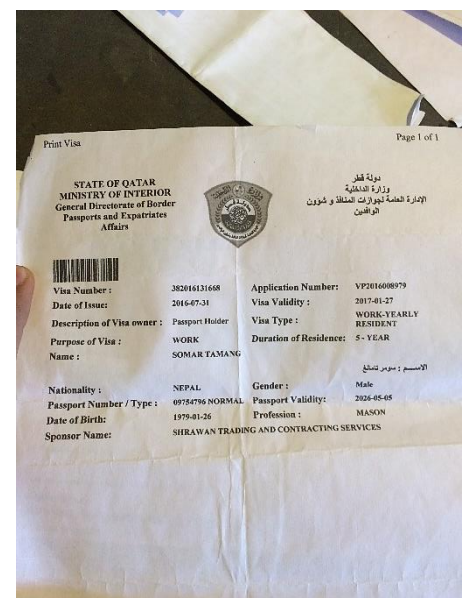 Print Visa
Page 1 of 1
STATE OF QATAR
MINISTRY OF INTERIOR
General Directorate of Border
Passports and Expatriates
Affairs
دولة قطر
وزارة الداخلية
الإدارة العامة لجوازات المنافذ و شؤون
الوافدين
Visa Number : 382016131668 Application Number: VP2016008979
Date of Issue: 2016-07-31 Visa Validity : 2017-01-27
Description of Visa owner : Passport Holder Visa Type : WORK-YEARLY
RESIDENT
Purpose of Visa : WORK Duration of Residence: 5 - YEAR
Name : SOMAR TAMANG
الاســـم : سومر تامانغ
Nationality : NEPAL Gender : Male
Passport Number / Type : 09754796 NORMAL Passport Validity: 2026-05-05
Date of Birth: 1979-01-26 Profession : MASON
Sponsor Name: SHRAWAN TRADING AND CONTRACTING SERVICES